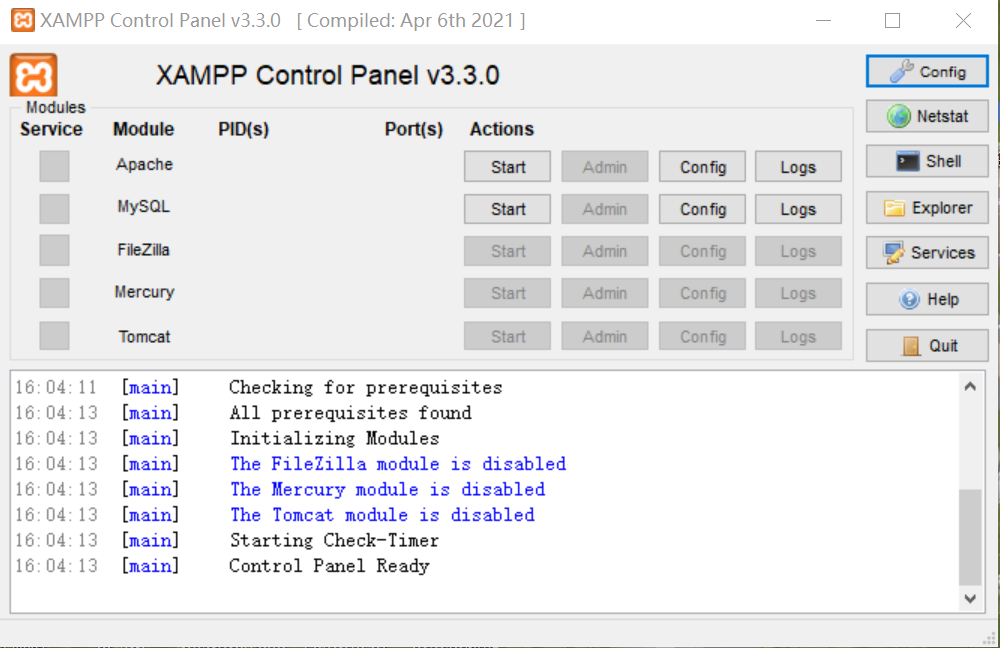 XAMPP Control Panel v3.3.0 [ Compiled: Apr 6th 2021 ]
XAMPP Control Panel v3.3.0
Config
Modules
Service Module PID(s) Port(s) Actions
Netstat
Apache Start Admin Config Logs
Shell
MySQL Start Admin Config Logs
Explorer
FileZilla Start Admin Config Logs
Services
Mercury Start Admin Config Logs
Help
Tomcat Start Admin Config Logs
Quit
16:04:11 [main] Checking for prerequisites
16:04:13 [main] All prerequisites found
16:04:13 [main] Initializing Modules
16:04:13 [main] The FileZilla module is disabled
16:04:13 [main] The Mercury module is disabled
16:04:13 [main] The Tomcat module is disabled
16:04:13 [main] Starting Check-Timer
16:04:13 [main] Control Panel Ready